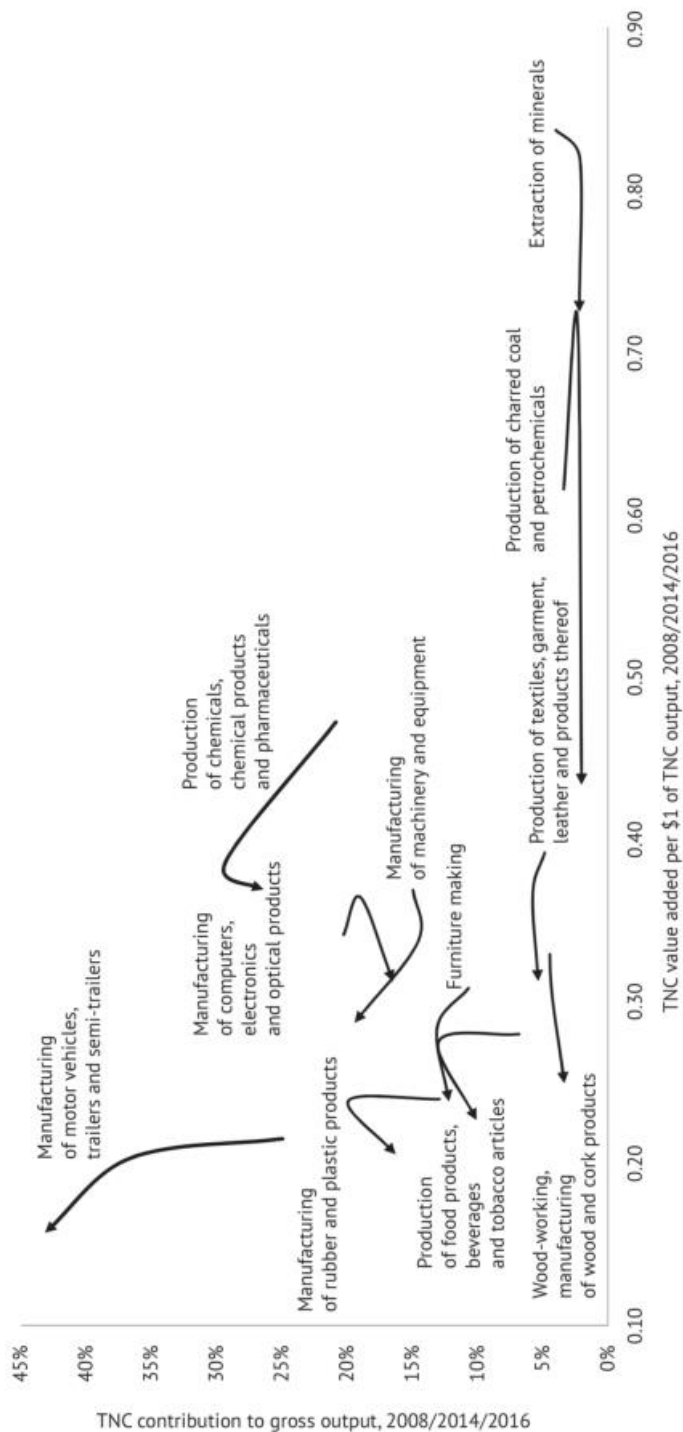 45%
40%
35%
30%
25%
20%
15%
10%
5%
0%
TNC contribution to gross output, 2008/2014/2016
Manufacturing
of motor vehicles,
trailers and semi-trailers
Manufacturing
of rubber and plastic products
Production
of food products,
beverages
and tobacco articles
Wood-working,
manufacturing
of wood and cork products
Manufacturing
of computers,
electronics
and optical products
Furniture making
Production
of chemicals,
chemical products
and pharmaceuticals
Manufacturing
of machinery and equipment
Production of textiles, garment,
leather and products thereof
Production of charred coal
and petrochemicals
Extraction of minerals
0.10
0.20
0.30
0.40
0.50
0.60
0.70
0.80
0.90
TNC value added per $1 of TNC output, 2008/2014/2016